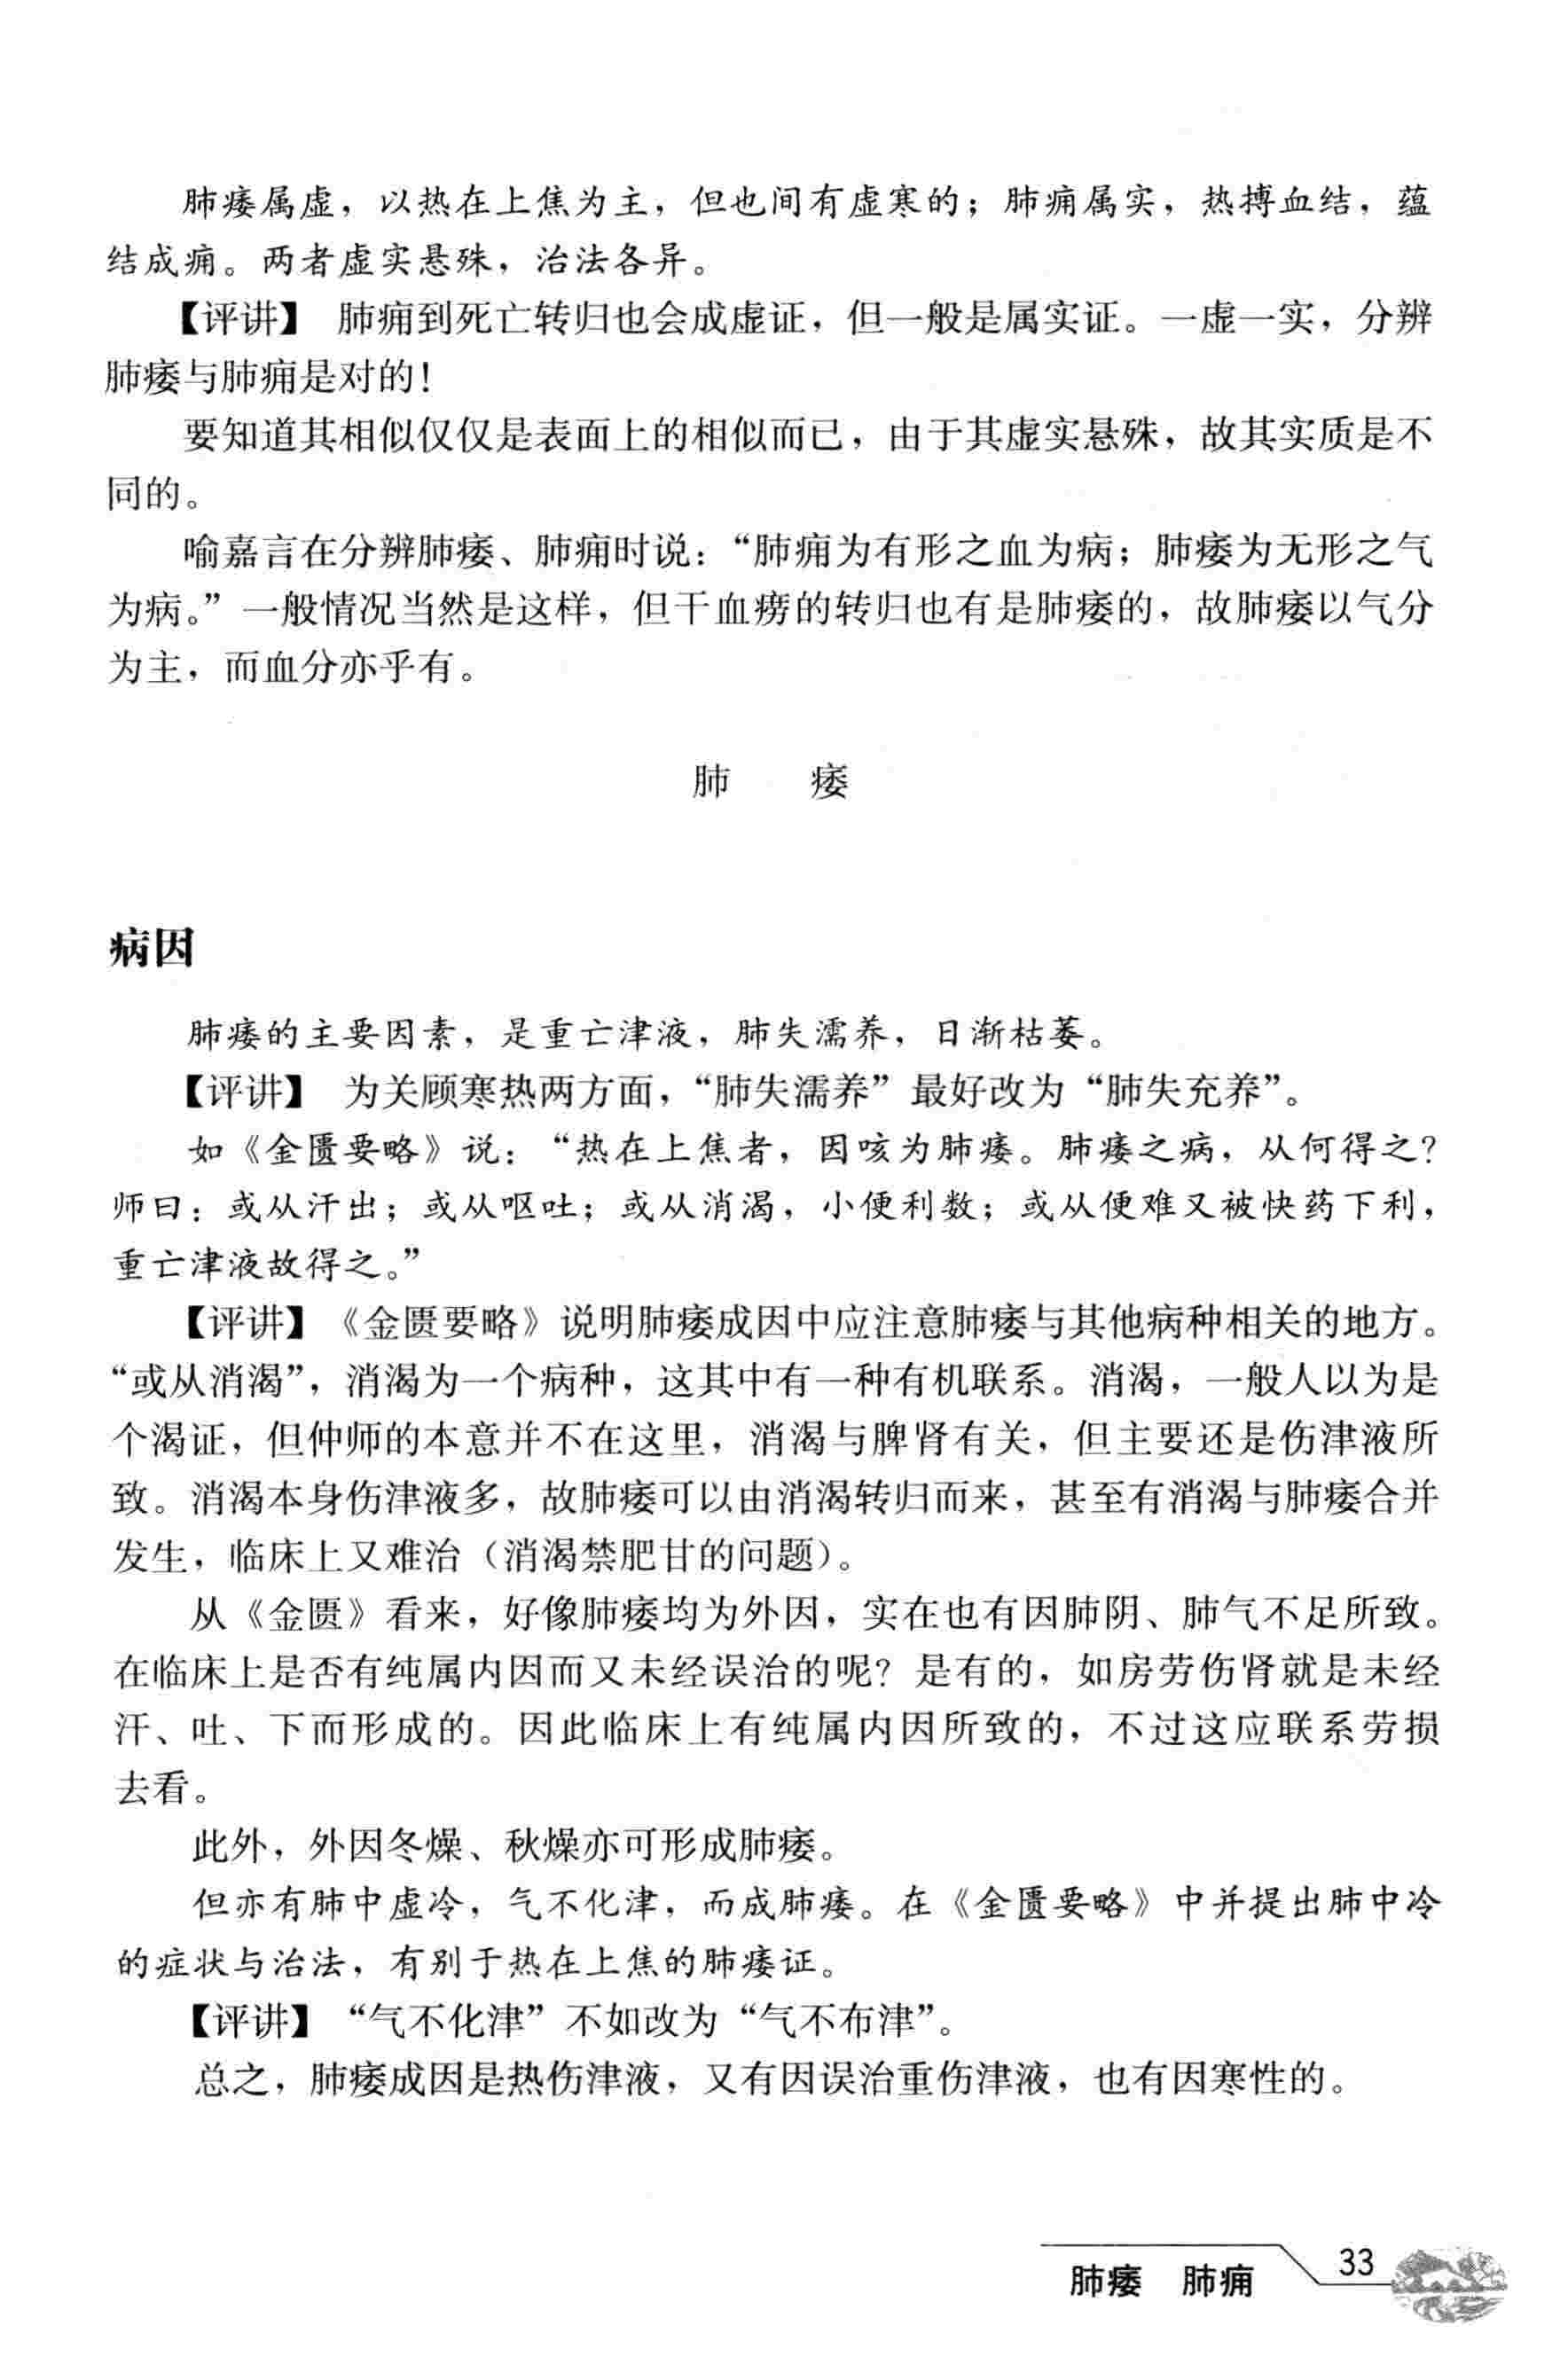 肺痿属虚，以热在上焦为主，但也间有虚寒的；肺痈属实，热搏血结，蕴
结成痈。两者虚实悬殊，治法各异。
【评讲】 肺痈到死亡转归也会成虚证，但一般是属实证。一虚一实，分辨
肺痿与肺痈是对的！
要知道其相似仅仅是表面上的相似而已，由于其虚实悬殊，故其实质是不
同的。
喻嘉言在分辨肺痿、肺痈时说：“肺痈为有形之血为病；肺痿为无形之气
为病。”一般情况当然是这样，但干血痨的转归也有是肺痿的，故肺痿以气分
为主，而血分亦乎有。
肺 痿
病因
肺痿的主要因素，是重亡津液，肺失濡养，日渐枯萎。
【评讲】 为关顾寒热两方面，“肺失濡养”最好改为“肺失充养”。
如《金匮要略》说：“热在上焦者，因咳为肺痿。肺痿之病，从何得之？
师曰：或从汗出；或从呕吐；或从消渴，小便利数；或从便难又被快药下利，
重亡津液故得之。”
【评讲】《金匮要略》说明肺痿成因中应注意肺痿与其他病种相关的地方。
“或从消渴”，消渴为一个病种，这其中有一种有机联系。消渴，一般人以为是
个渴证，但仲师的本意并不在这里，消渴与脾肾有关，但主要还是伤津液所
致。消渴本身伤津液多，故肺痿可以由消渴转归而来，甚至有消渴与肺痿合并
发生，临床上又难治（消渴禁肥甘的问题）。
从《金匮》看来，好像肺痿均为外因，实在也有因肺阴、肺气不足所致。
在临床上是否有纯属内因而又未经误治的呢？是有的，如房劳伤肾就是未经
汗、吐、下而形成的。因此临床上有纯属内因所致的，不过这应联系劳损
去看。
此外，外因冬燥、秋燥亦可形成肺痿。
但亦有肺中虚冷，气不化津，而成肺痿。在《金匮要略》中并提出肺中冷
的症状与治法，有别于热在上焦的肺痿证。
【评讲】“气不化津”不如改为“气不布津”。
总之，肺痿成因是热伤津液，又有因误治重伤津液，也有因寒性的。
肺痿 肺痈 33